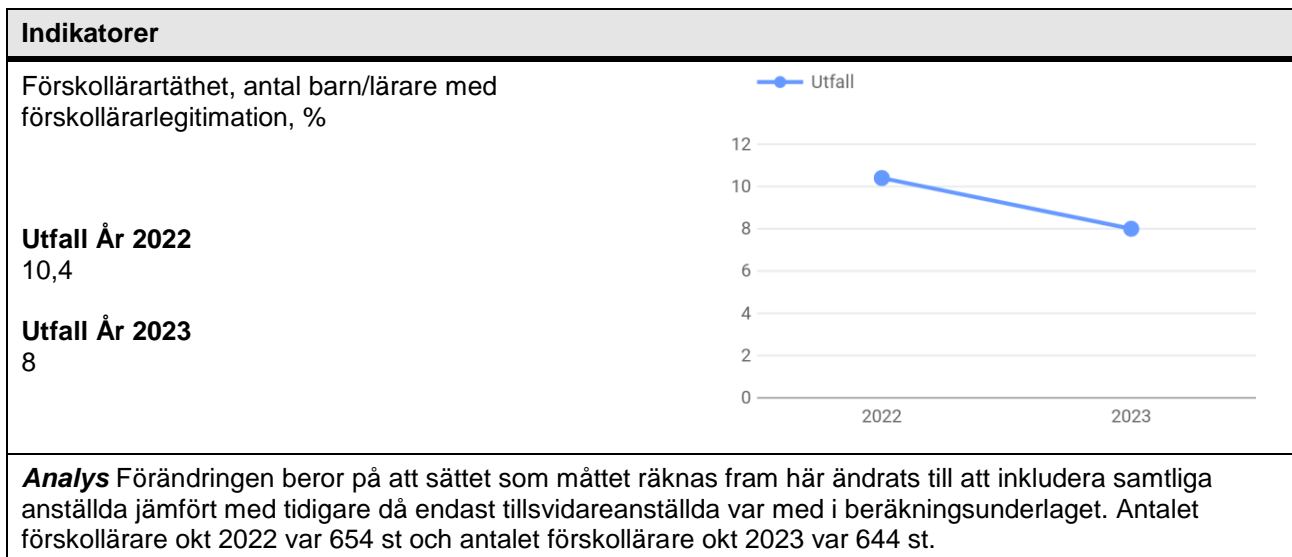 Indikatorer
Förskollärartäthet, antal barn/lärare med
förskollärarlegitimation, %
Utfall År 2022
10,4
Utfall År 2023
8
Utfall
12
10
8
6
4
2
0
2022 2023
Analys Förändringen beror på att sättet som måttet räknas fram här ändrats till att inkludera samtliga
anställda jämfört med tidigare då endast tillsvidareanställda var med i beräkningsunderlaget. Antalet
förskollärare okt 2022 var 654 st och antalet förskollärare okt 2023 var 644 st.